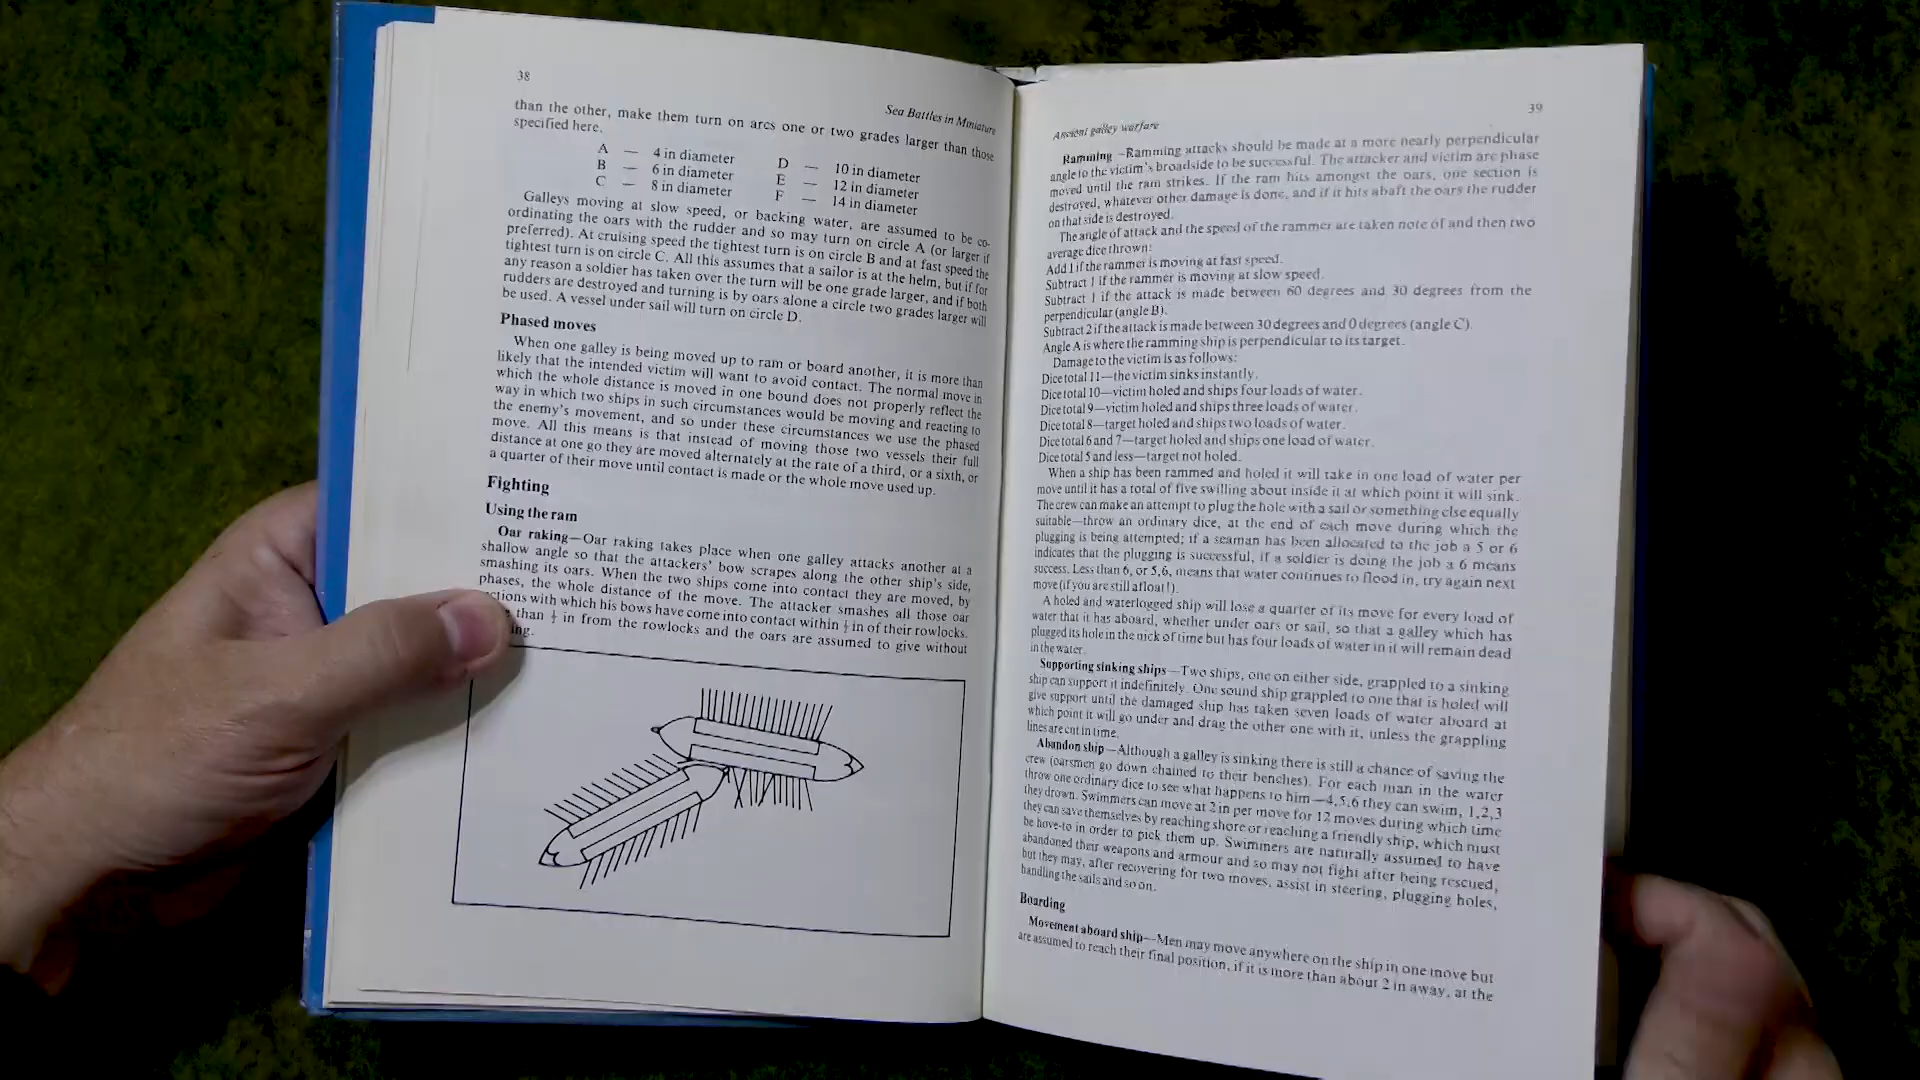 38
Sea Battles in Miniature
than the other, make them turn on arcs one or two grades larger than those
specified here.
A — 4 in diameter
B — 6 in diameter
C — 8 in diameter
D — 10 in diameter
E — 12 in diameter
F — 14 in diameter
Galleys moving at slow speed, or backing water, are assumed to be co-
ordinating the oars with the rudder and so may turn on circle A (or larger if
preferred). At cruising speed the tightest turn is on circle B and at fast speed the
tightest turn is on circle C. All this assumes that a sailor is at the helm, but if for
any reason a soldier has taken over the turn will be one grade larger, and if both
rudders are destroyed and turning is by oars alone a circle two grades larger will
be used. A vessel under sail will turn on circle D.
Phased moves
When one galley is being moved up to ram or board another, it is more than
likely that the intended victim will want to avoid contact. The normal move in
which the whole distance is moved in one bound does not properly reflect the
way in which two ships in such circumstances would be moving and reacting to
the enemy's movement, and so under these circumstances we use the phased
move. All this means is that instead of moving those two vessels their full
distance at one go they are moved alternately at the rate of a third, or a sixth, or
a quarter of their move until contact is made or the whole move used up.
Fighting
Using the ram
Oar raking—Oar raking takes place when one galley attacks another at a
shallow angle so that the attackers' bow scrapes along the other ship's side,
smashing its oars. When the two ships come into contact they are moved, by
phases, the whole distance of the move. The attacker smashes all those oar
ctions with which his bows have come into contact within ½ in of their rowlocks.
than ½ in from the rowlocks and the oars are assumed to give without
ing.
39
Ancient galley warfare
Ramming—Ramming attacks should be made at a more nearly perpendicular
angle to the victim's broadside to be successful. The attacker and victim are phase
moved until the ram strikes. If the ram hits amongst the oars, one section is
destroyed, whatever other damage is done, and if it hits abaft the oars the rudder
on that side is destroyed.
The angle of attack and the speed of the rammer are taken note of and then two
average dice thrown:
Add 1 if the rammer is moving at fast speed.
Subtract 1 if the rammer is moving at slow speed.
Subtract 1 if the attack is made between 60 degrees and 30 degrees from the
perpendicular (angle B).
Subtract 2 if the attack is made between 30 degrees and 0 degrees (angle C).
Angle A is where the ramming ship is perpendicular to its target.
Damage to the victim is as follows:
Dice total 11—the victim sinks instantly.
Dice total 10—victim holed and ships four loads of water.
Dice total 9—victim holed and ships three loads of water.
Dice total 8—target holed and ships two loads of water.
Dice total 6 and 7—target holed and ships one load of water.
Dice total 5 and less—target not holed.
When a ship has been rammed and holed it will take in one load of water per
move until it has a total of five swilling about inside it at which point it will sink.
The crew can make an attempt to plug the hole with a sail or something else equally
suitable—throw an ordinary dice, at the end of each move during which the
plugging is being attempted; if a seaman has been allocated to the job a 5 or 6
indicates that the plugging is successful, if a soldier is doing the job a 6 means
success. Less than 6, or 5,6, means that water continues to flood in, try again next
move (if you are still afloat!).
A holed and waterlogged ship will lose a quarter of its move for every load of
water that it has aboard, whether under oars or sail, so that a galley which has
plugged its hole in the nick of time but has four loads of water in it will remain dead
in the water.
Supporting sinking ships—Two ships, one on either side, grappled to a sinking
ship can support it indefinitely. One sound ship grappled to one that is holed will
give support until the damaged ship has taken seven loads of water aboard at
which point it will go under and drag the other one with it, unless the grappling
lines are cut in time.
Abandon ship—Although a galley is sinking there is still a chance of saving the
crew (oarsmen go down chained to their benches). For each man in the water
throw one ordinary dice to see what happens to him—4,5,6 they can swim, 1,2,3
they drown. Swimmers can move at 2 in per move for 12 moves during which time
they can save themselves by reaching shore or reaching a friendly ship, which must
be hove-to in order to pick them up. Swimmers are naturally assumed to have
abandoned their weapons and armour and so may not fight after being rescued,
but they may, after recovering for two moves, assist in steering, plugging holes,
handling the sails and so on.
Boarding
Movement aboard ship—Men may move anywhere on the ship in one move but
are assumed to reach their final position, if it is more than about 2 in away, at the